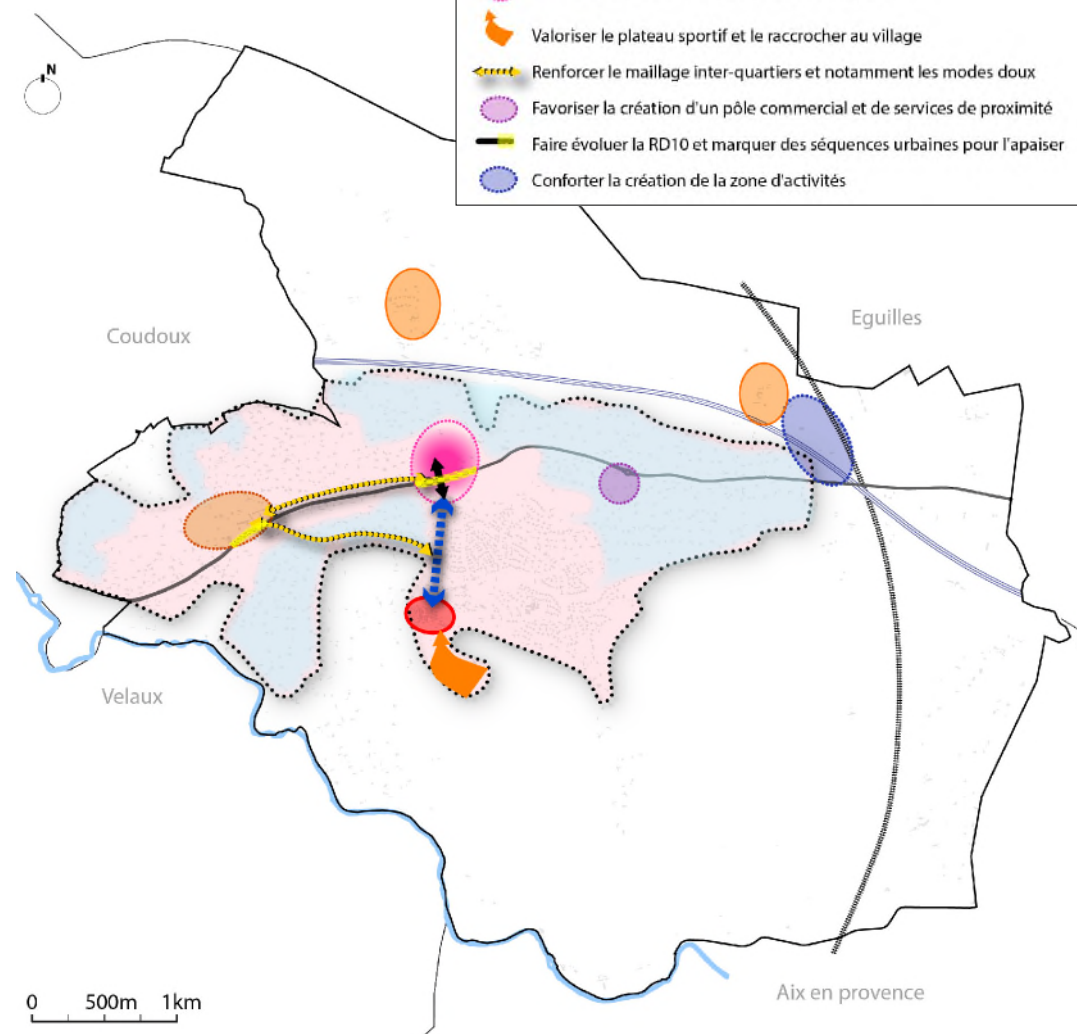 Valoriser le plateau sportif et le raccrocher au village
N
Renforcer le maillage inter-quartiers et notamment les modes doux
Favoriser la création d'un pôle commercial et de services de proximité
Faire évoluer la RD10 et marquer des séquences urbaines pour l'apaiser
Conforter la création de la zone d'activités
Eguilles
Coudoux
Velaux
Aix en provence
0 500m 1km